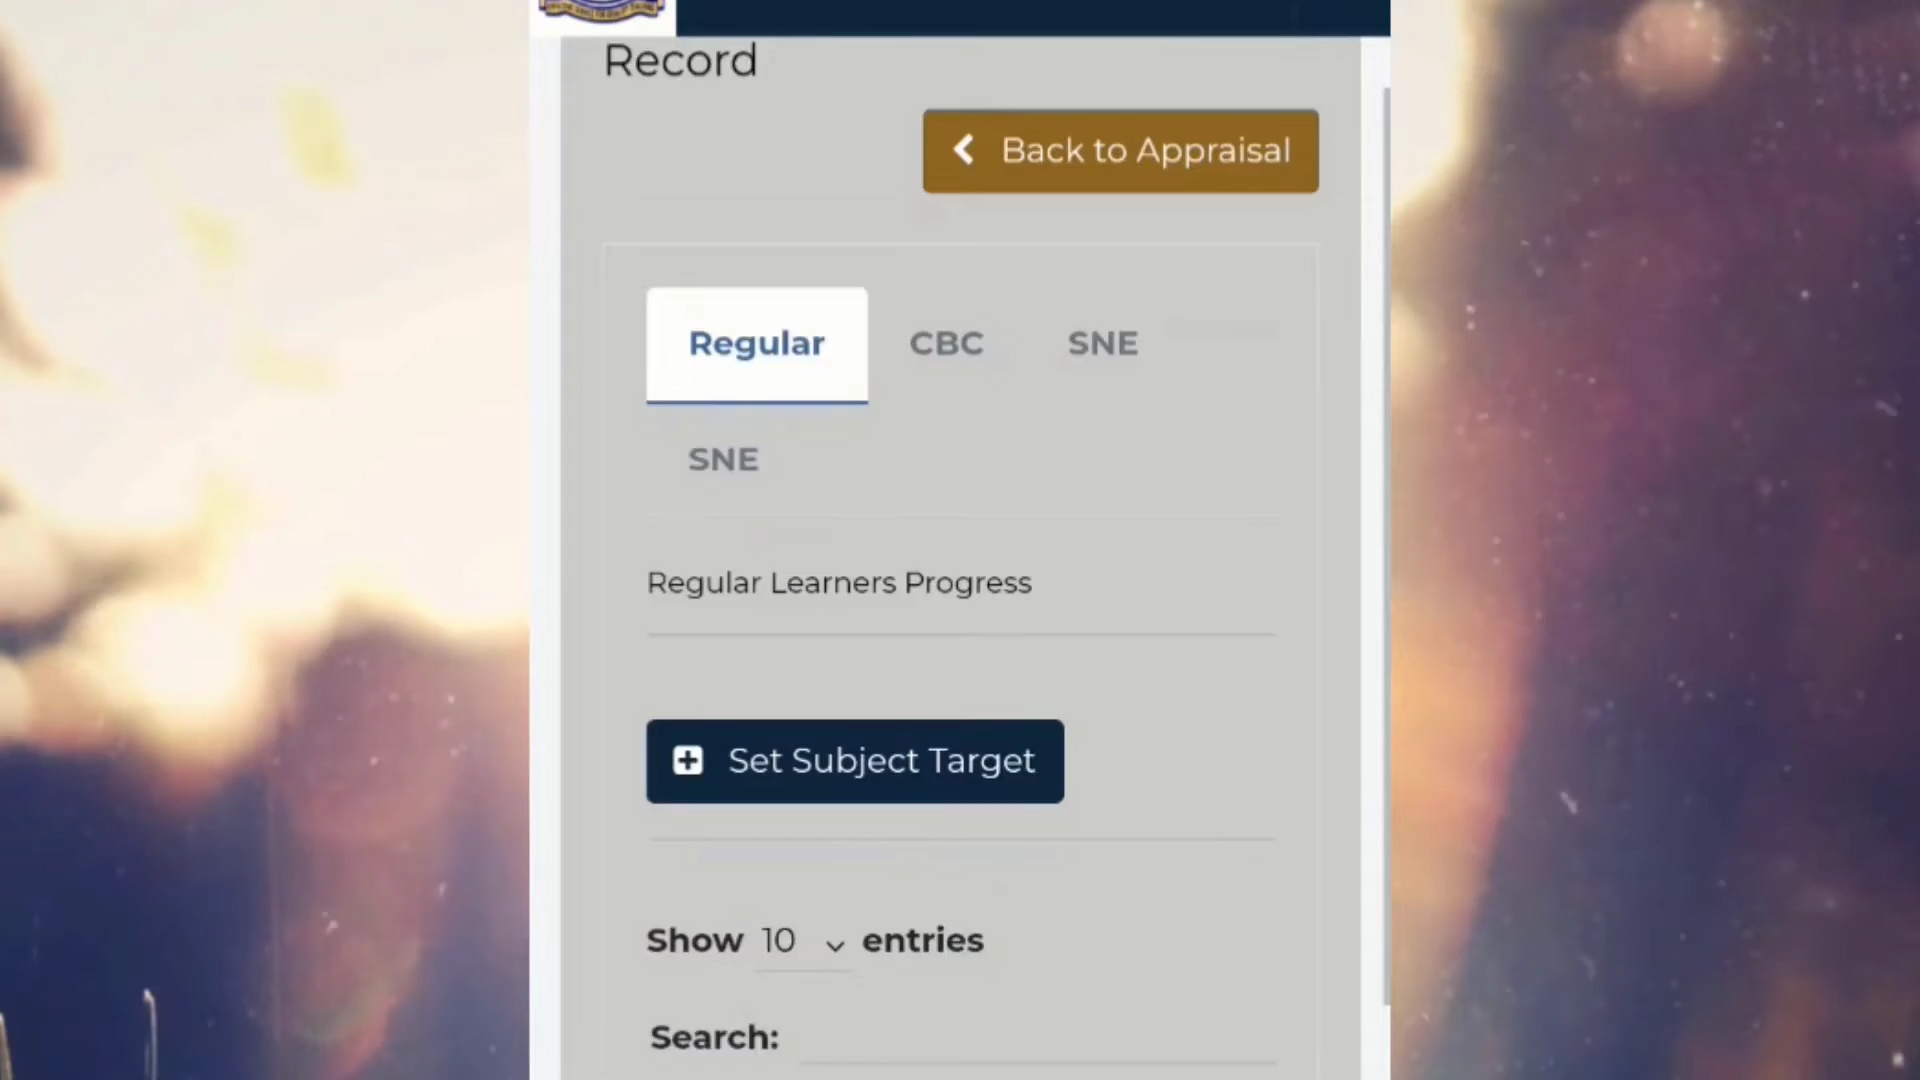 Record
Back to Appraisal
Regular CBC SNE
SNE
Regular Learners Progress
Set Subject Target
Show 10 entries
Search: